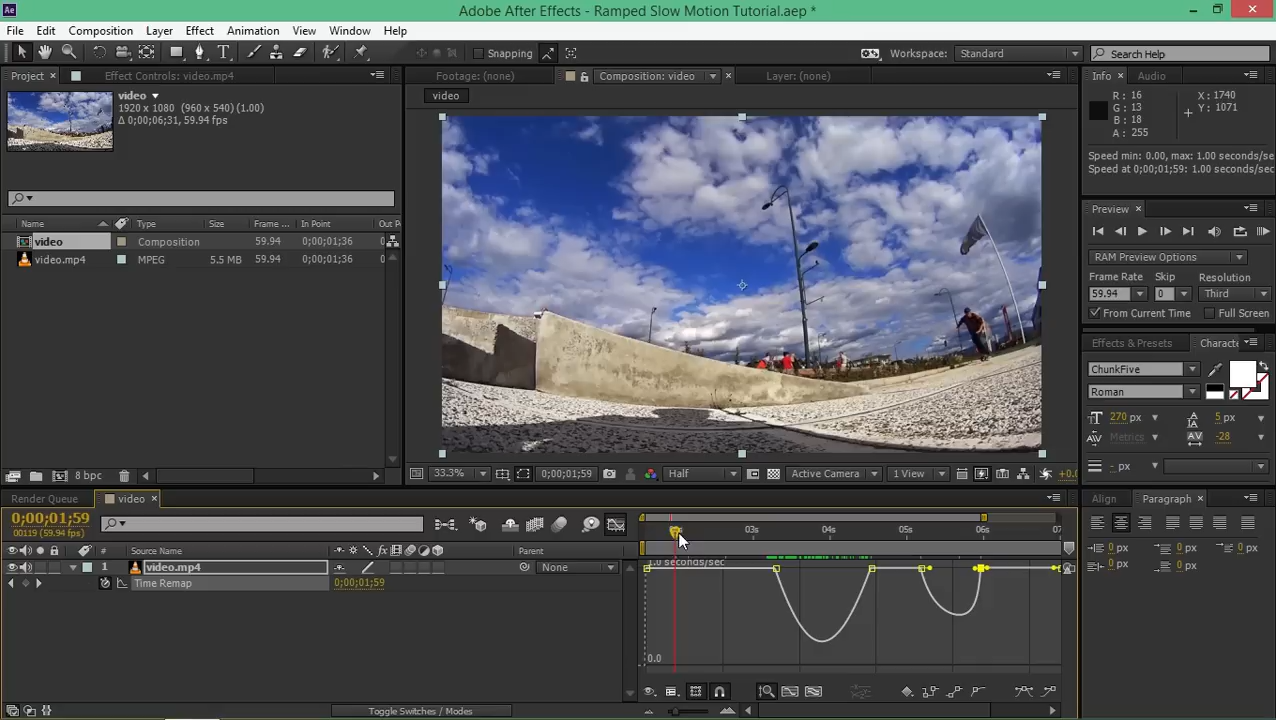 Ae
Adobe After Effects - Ramped Slow Motion Tutorial.aep *
File Edit Composition Layer Effect Animation View Window Help
Snapping
Workspace: Standard
Search Help
Project Effect Controls: video.mp4
video
1920 x 1080 (960 x 540) (1.00)
Δ 0;00;06;31, 59.94 fps
Name Type Size Frame ... In Point Out P
video Composition 59.94 0;00;01;36
video.mp4 MPEG 5.5 MB 59.94 0;00;01;36
8 bpc
Footage: (none) Composition: video Layer: (none)
video
33.3% 0;00;01;59 Half Active Camera 1 View +0.0
Info Audio
R: 16 X: 1740
G: 13 Y: 1071
B: 18
A: 255
Speed min: 0.00, max: 1.00 seconds/se
Speed at 0;00;01;59: 1.00 seconds/sec
Preview
RAM Preview Options
Frame Rate Skip Resolution
59.94 0 Third
From Current Time Full Screen
Effects & Presets Characte
ChunkFive
Roman
270 px 5 px
Metrics -28
- px
Align Paragraph
0 px 0 px 0 px
0 px 0 px
Render Queue video
0;00;01;59
00119 (59.94 fps)
# Source Name Parent
1 video.mp4 None
Time Remap 0;00;01;59
03s 04s 05s 06s 07
1.0 seconds/sec
0.0
Toggle Switches / Modes